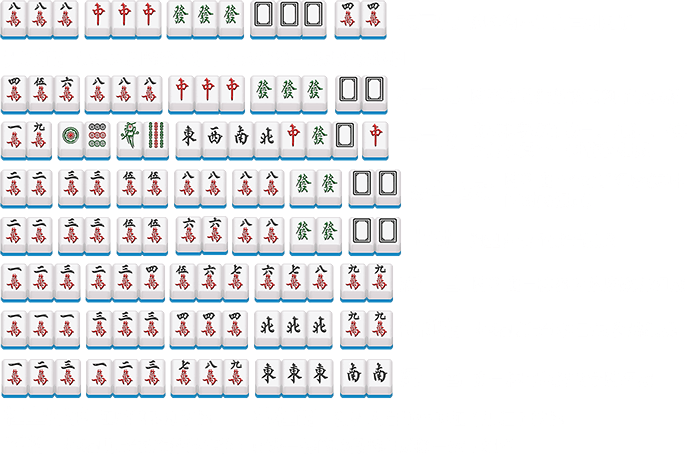 八萬 八萬 八萬 中 中 中 發 發 發 四萬 四萬
四萬 伍萬 六萬 八萬 八萬 八萬 中 中 中 發 發 發
一萬 九萬 東 西 南 北 中 發 中
二萬 二萬 三萬 三萬 伍萬 伍萬 八萬 八萬 八萬 八萬 發 發
二萬 二萬 三萬 三萬 伍萬 伍萬 六萬 六萬 八萬 八萬 發 發
一萬 二萬 三萬 二萬 三萬 四萬 伍萬 六萬 七萬 六萬 七萬 八萬 九萬 九萬
一萬 一萬 一萬 三萬 三萬 三萬 四萬 四萬 四萬 北 北 北 九萬 九萬
一萬 二萬 三萬 一萬 二萬 三萬 七萬 八萬 九萬 東 東 東 南 南